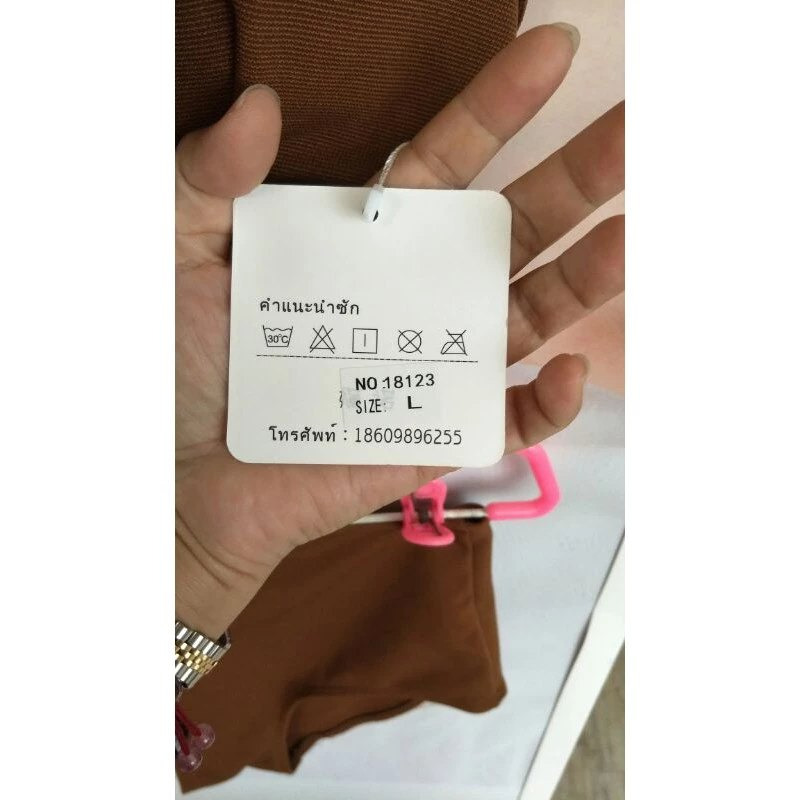 คำแนะนำซัก
30°C
NO:18123
SIZE: L
โทรศัพท์ : 18609896255